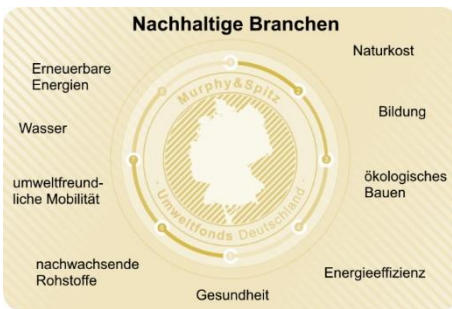 Nachhaltige Branchen
Naturkost
Erneuerbare
Energien
Bildung
Wasser
ökologisches
Bauen
umweltfreund-
liche Mobilität
nachwachsende
Rohstoffe
Energieeffizienz
Gesundheit
Murphy&Spitz
· Umweltfonds Deutschland ·